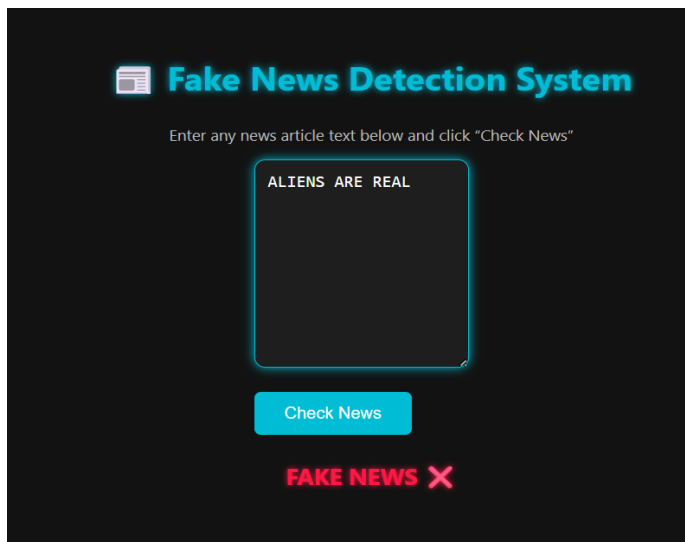 Fake News Detection System
Enter any news article text below and click “Check News”
ALIENS ARE REAL
Check News
FAKE NEWS ❌